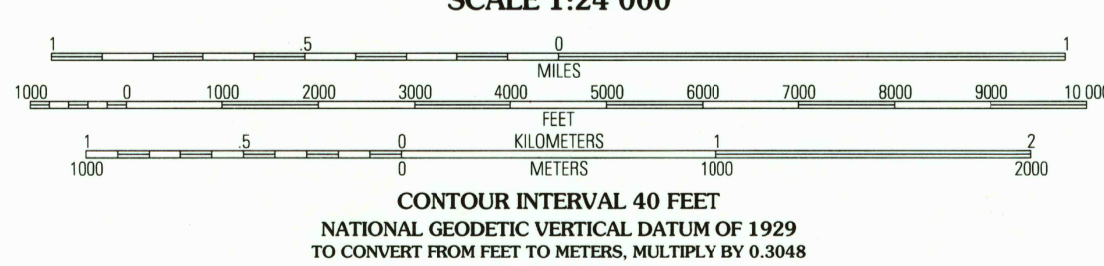 SCALE 1:24 000
1 .5 0 1
MILES
1000 0 1000 2000 3000 4000 5000 6000 7000 8000 9000 10 000
FEET
1 .5 0 KILOMETERS 1 2
1000 0 METERS 1000 2000
CONTOUR INTERVAL 40 FEET
NATIONAL GEODETIC VERTICAL DATUM OF 1929
TO CONVERT FROM FEET TO METERS, MULTIPLY BY 0.3048